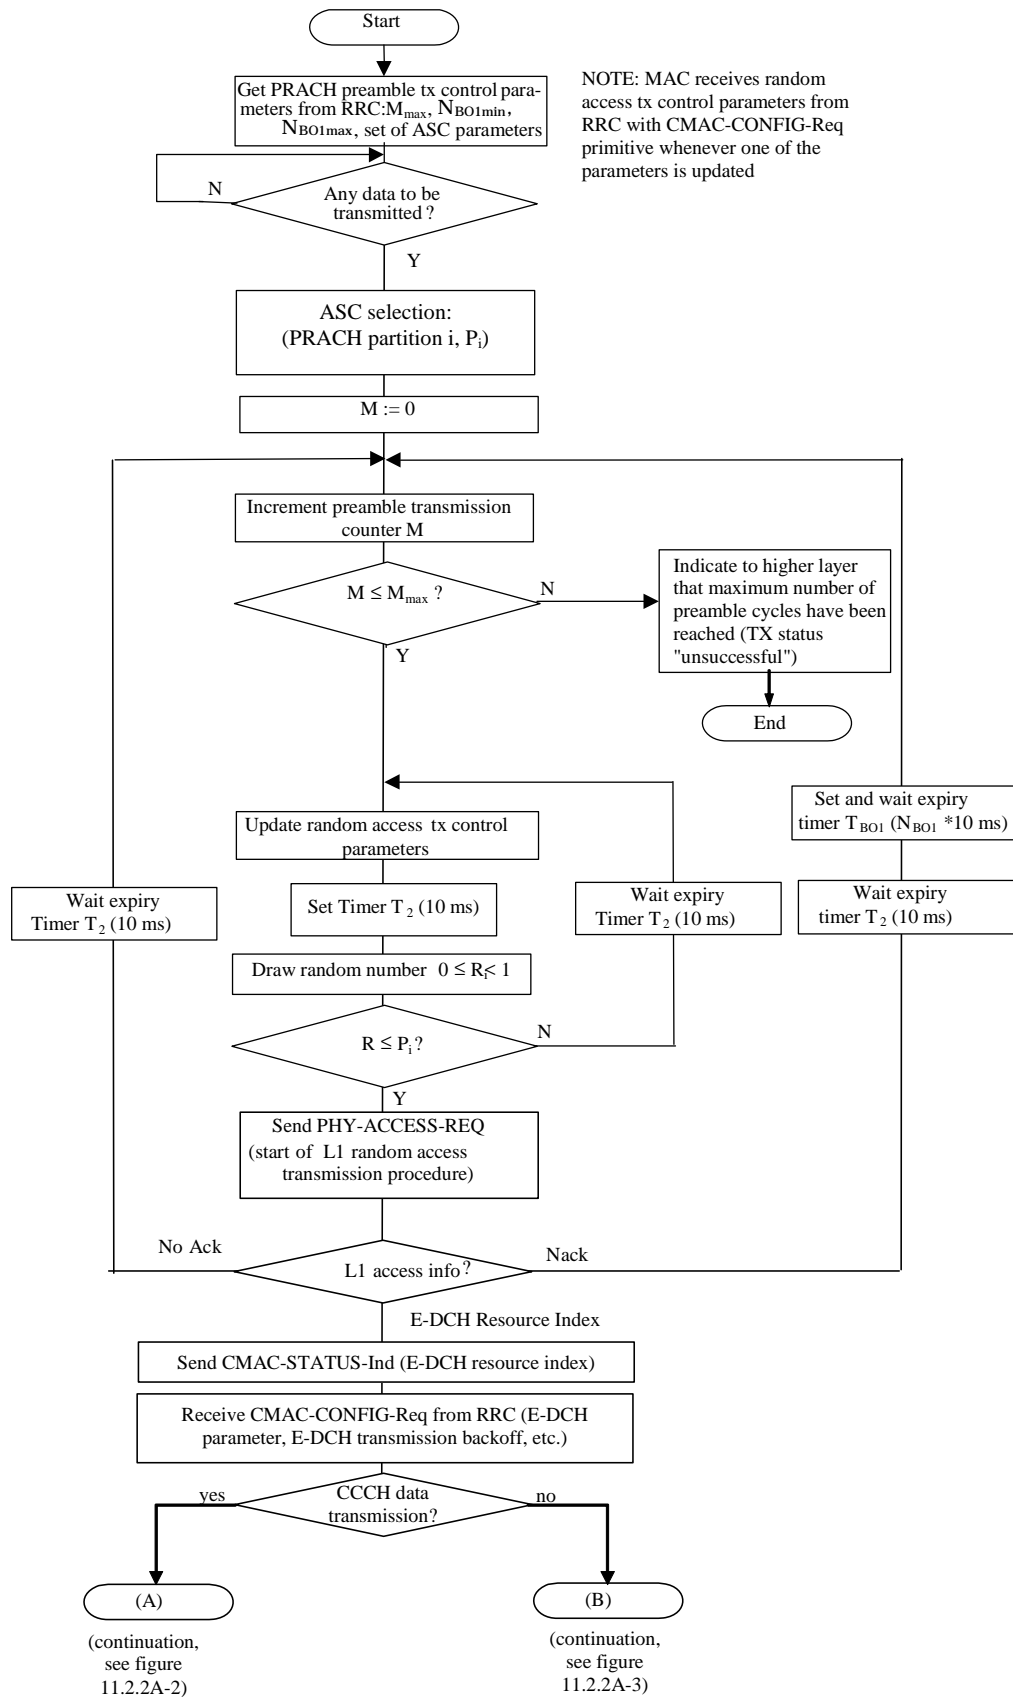 Start
Get PRACH preamble tx control para-
meters from RRC:Mmax, NBO1min,
NBO1max, set of ASC parameters
NOTE: MAC receives random
access tx control parameters from
RRC with CMAC-CONFIG-Req
primitive whenever one of the
parameters is updated
N
Any data to be
transmitted ?
Y
ASC selection:
(PRACH partition i, Pi)
M := 0
Increment preamble transmission
counter M
M ≤ Mmax ?
N
Y
Indicate to higher layer
that maximum number of
preamble cycles have been
reached (TX status
"unsuccessful")
End
Set and wait expiry
timer TBO1 (NBO1 *10 ms)
Update random access tx control
parameters
Wait expiry
Timer T2 (10 ms)
Set Timer T2 (10 ms)
Wait expiry
Timer T2 (10 ms)
Wait expiry
timer T2 (10 ms)
Draw random number 0 ≤ Ri< 1
R ≤ Pi?
N
Y
Send PHY-ACCESS-REQ
(start of L1 random access
transmission procedure)
No Ack
L1 access info?
Nack
E-DCH Resource Index
Send CMAC-STATUS-Ind (E-DCH resource index)
Receive CMAC-CONFIG-Req from RRC (E-DCH
parameter, E-DCH transmission backoff, etc.)
yes
CCCH data
transmission?
no
(A)
(B)
(continuation,
see figure
11.2.2A-2)
(continuation,
see figure
11.2.2A-3)